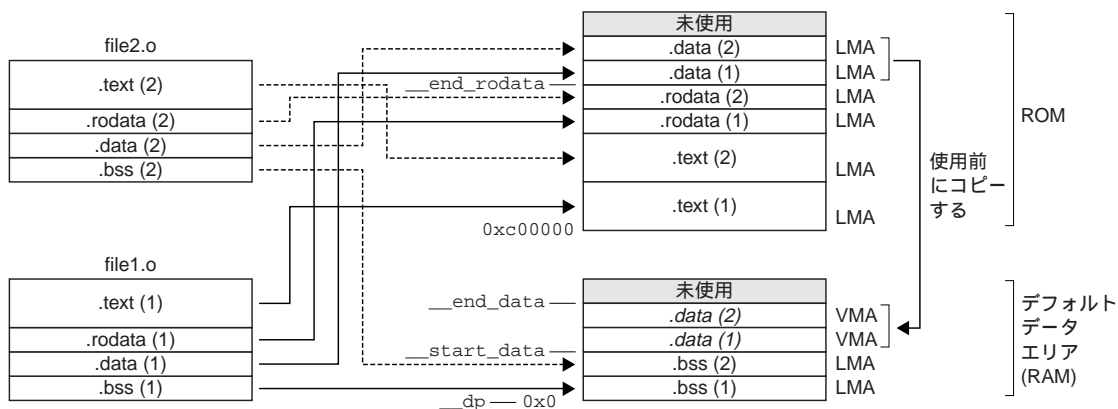 file2.o
.text (2)
.rodata (2)
.data (2)
.bss (2)
file1.o
.text (1)
.rodata (1)
.data (1)
.bss (1)
未使用
.data (2) LMA
.data (1) LMA
__end_rodata
.rodata (2) LMA
.rodata (1) LMA
.text (2) LMA
.text (1) LMA
0xc00000
ROM
使用前
にコピー
する
未使用
__end_data
.data (2) VMA
.data (1) VMA
__start_data
.bss (2) LMA
.bss (1) LMA
__dp 0x0
デフォルト
データ
エリア
(RAM)